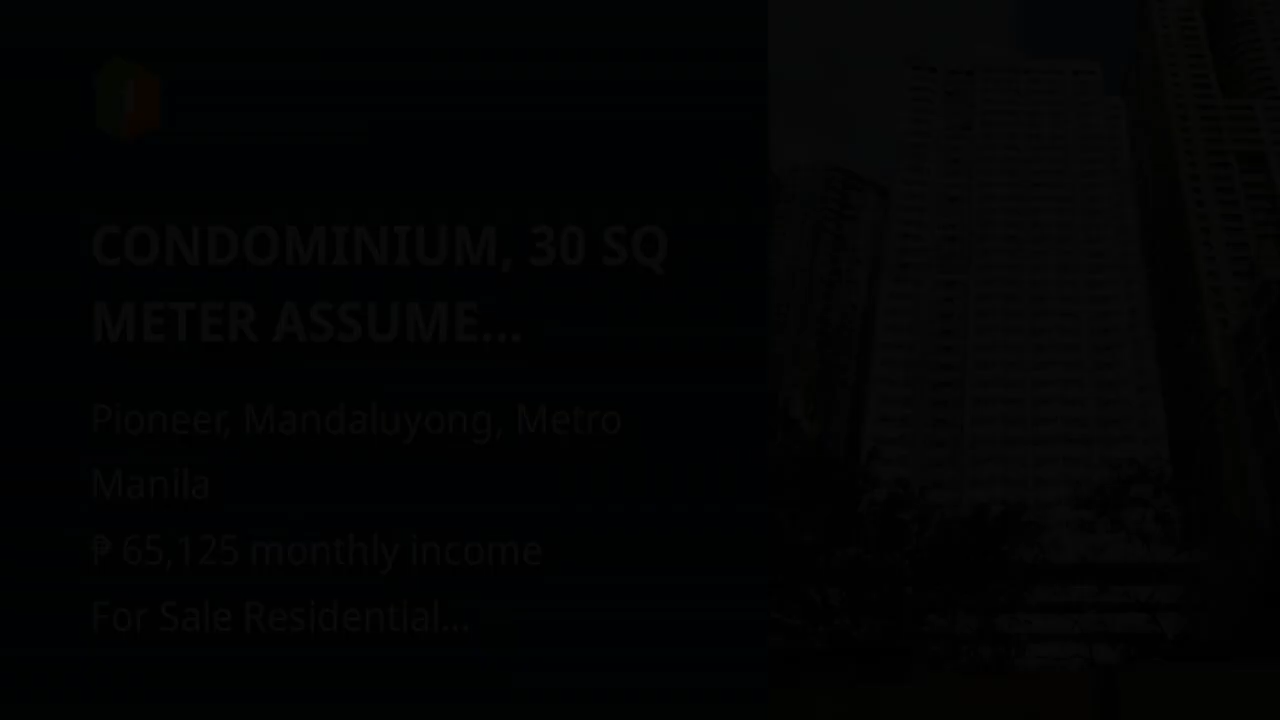 CONDOMINIUM, 30 SQ
METER ASSUME...
Pioneer, Mandaluyong, Metro
Manila
₱ 65,125 monthly income
For Sale Residential...